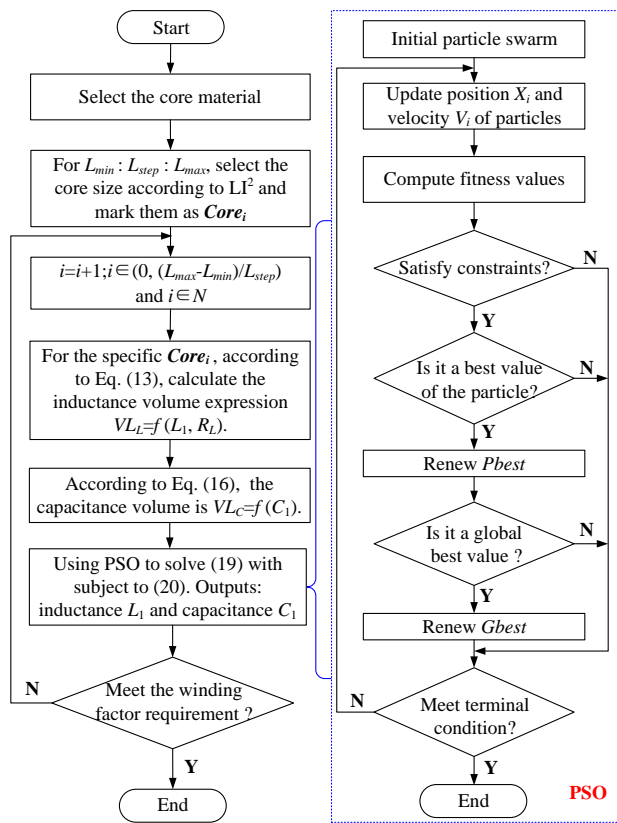 Start
Select the core material
For Lmin : Lstep : Lmax, select the
core size according to LI²  and
mark them as Corei
i=i+1;i∈(0, (Lmax-Lmin)/Lstep)
and i∈N
For the specific Corei , according
to Eq. (13), calculate the
inductance volume expression
VLL=f (L1, RL).
According to Eq. (16),  the
capacitance volume is VLC=f (C1).
Using PSO to solve (19) with
subject to (20). Outputs:
inductance L1 and capacitance C1
N
Meet the winding
factor requirement ?
Y
End
Initial particle swarm
Update position Xi and
velocity Vi of particles
Compute fitness values
Satisfy constraints?
N
Y
Is it a best value
of the particle?
N
Y
Renew Pbest
Is it a global
best value ?
N
Y
Renew Gbest
N
Meet terminal
condition?
Y
End
PSO